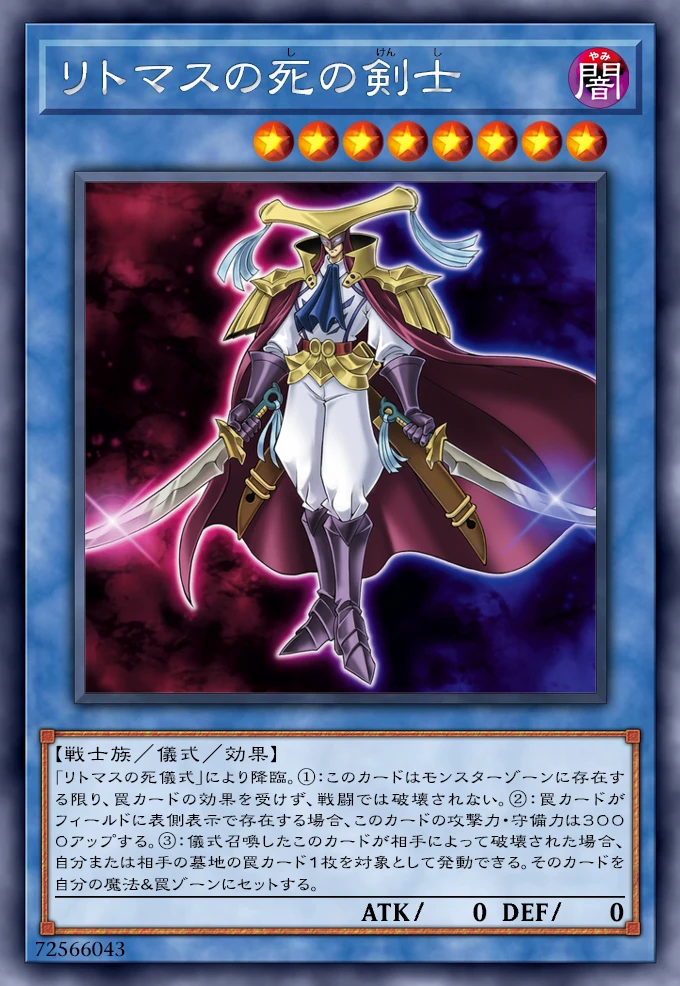 リトマスの死の剣士
し
けん
し
やみ
闇
【戦士族／儀式／効果】
「リトマスの死儀式」により降臨。①：このカードはモンスターゾーンに存在す
る限り、罠カードの効果を受けず、戦闘では破壊されない。②：罠カードが
フィールドに表側表示で存在する場合、このカードの攻撃力・守備力は３００
０アップする。③：儀式召喚したこのカードが相手によって破壊された場合、
自分または相手の墓地の罠カード１枚を対象として発動できる。そのカードを
自分の魔法＆罠ゾーンにセットする。
ATK/ 0 DEF/ 0
72566043